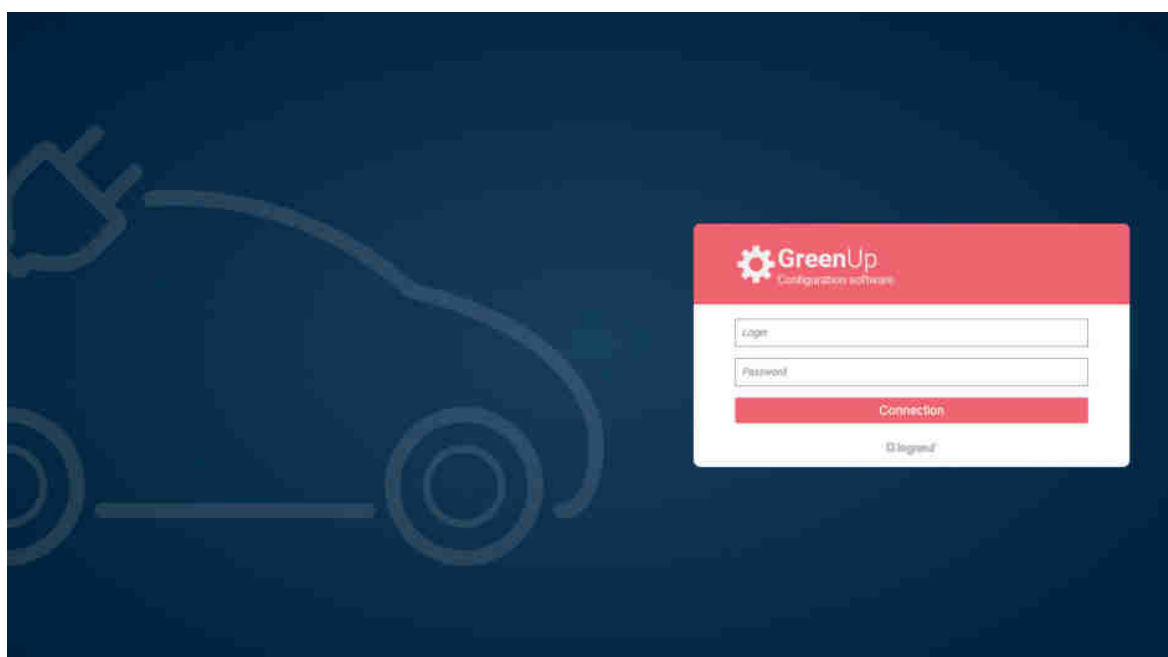 GreenUp
Configuration software
Login
Password
Connection
legrand